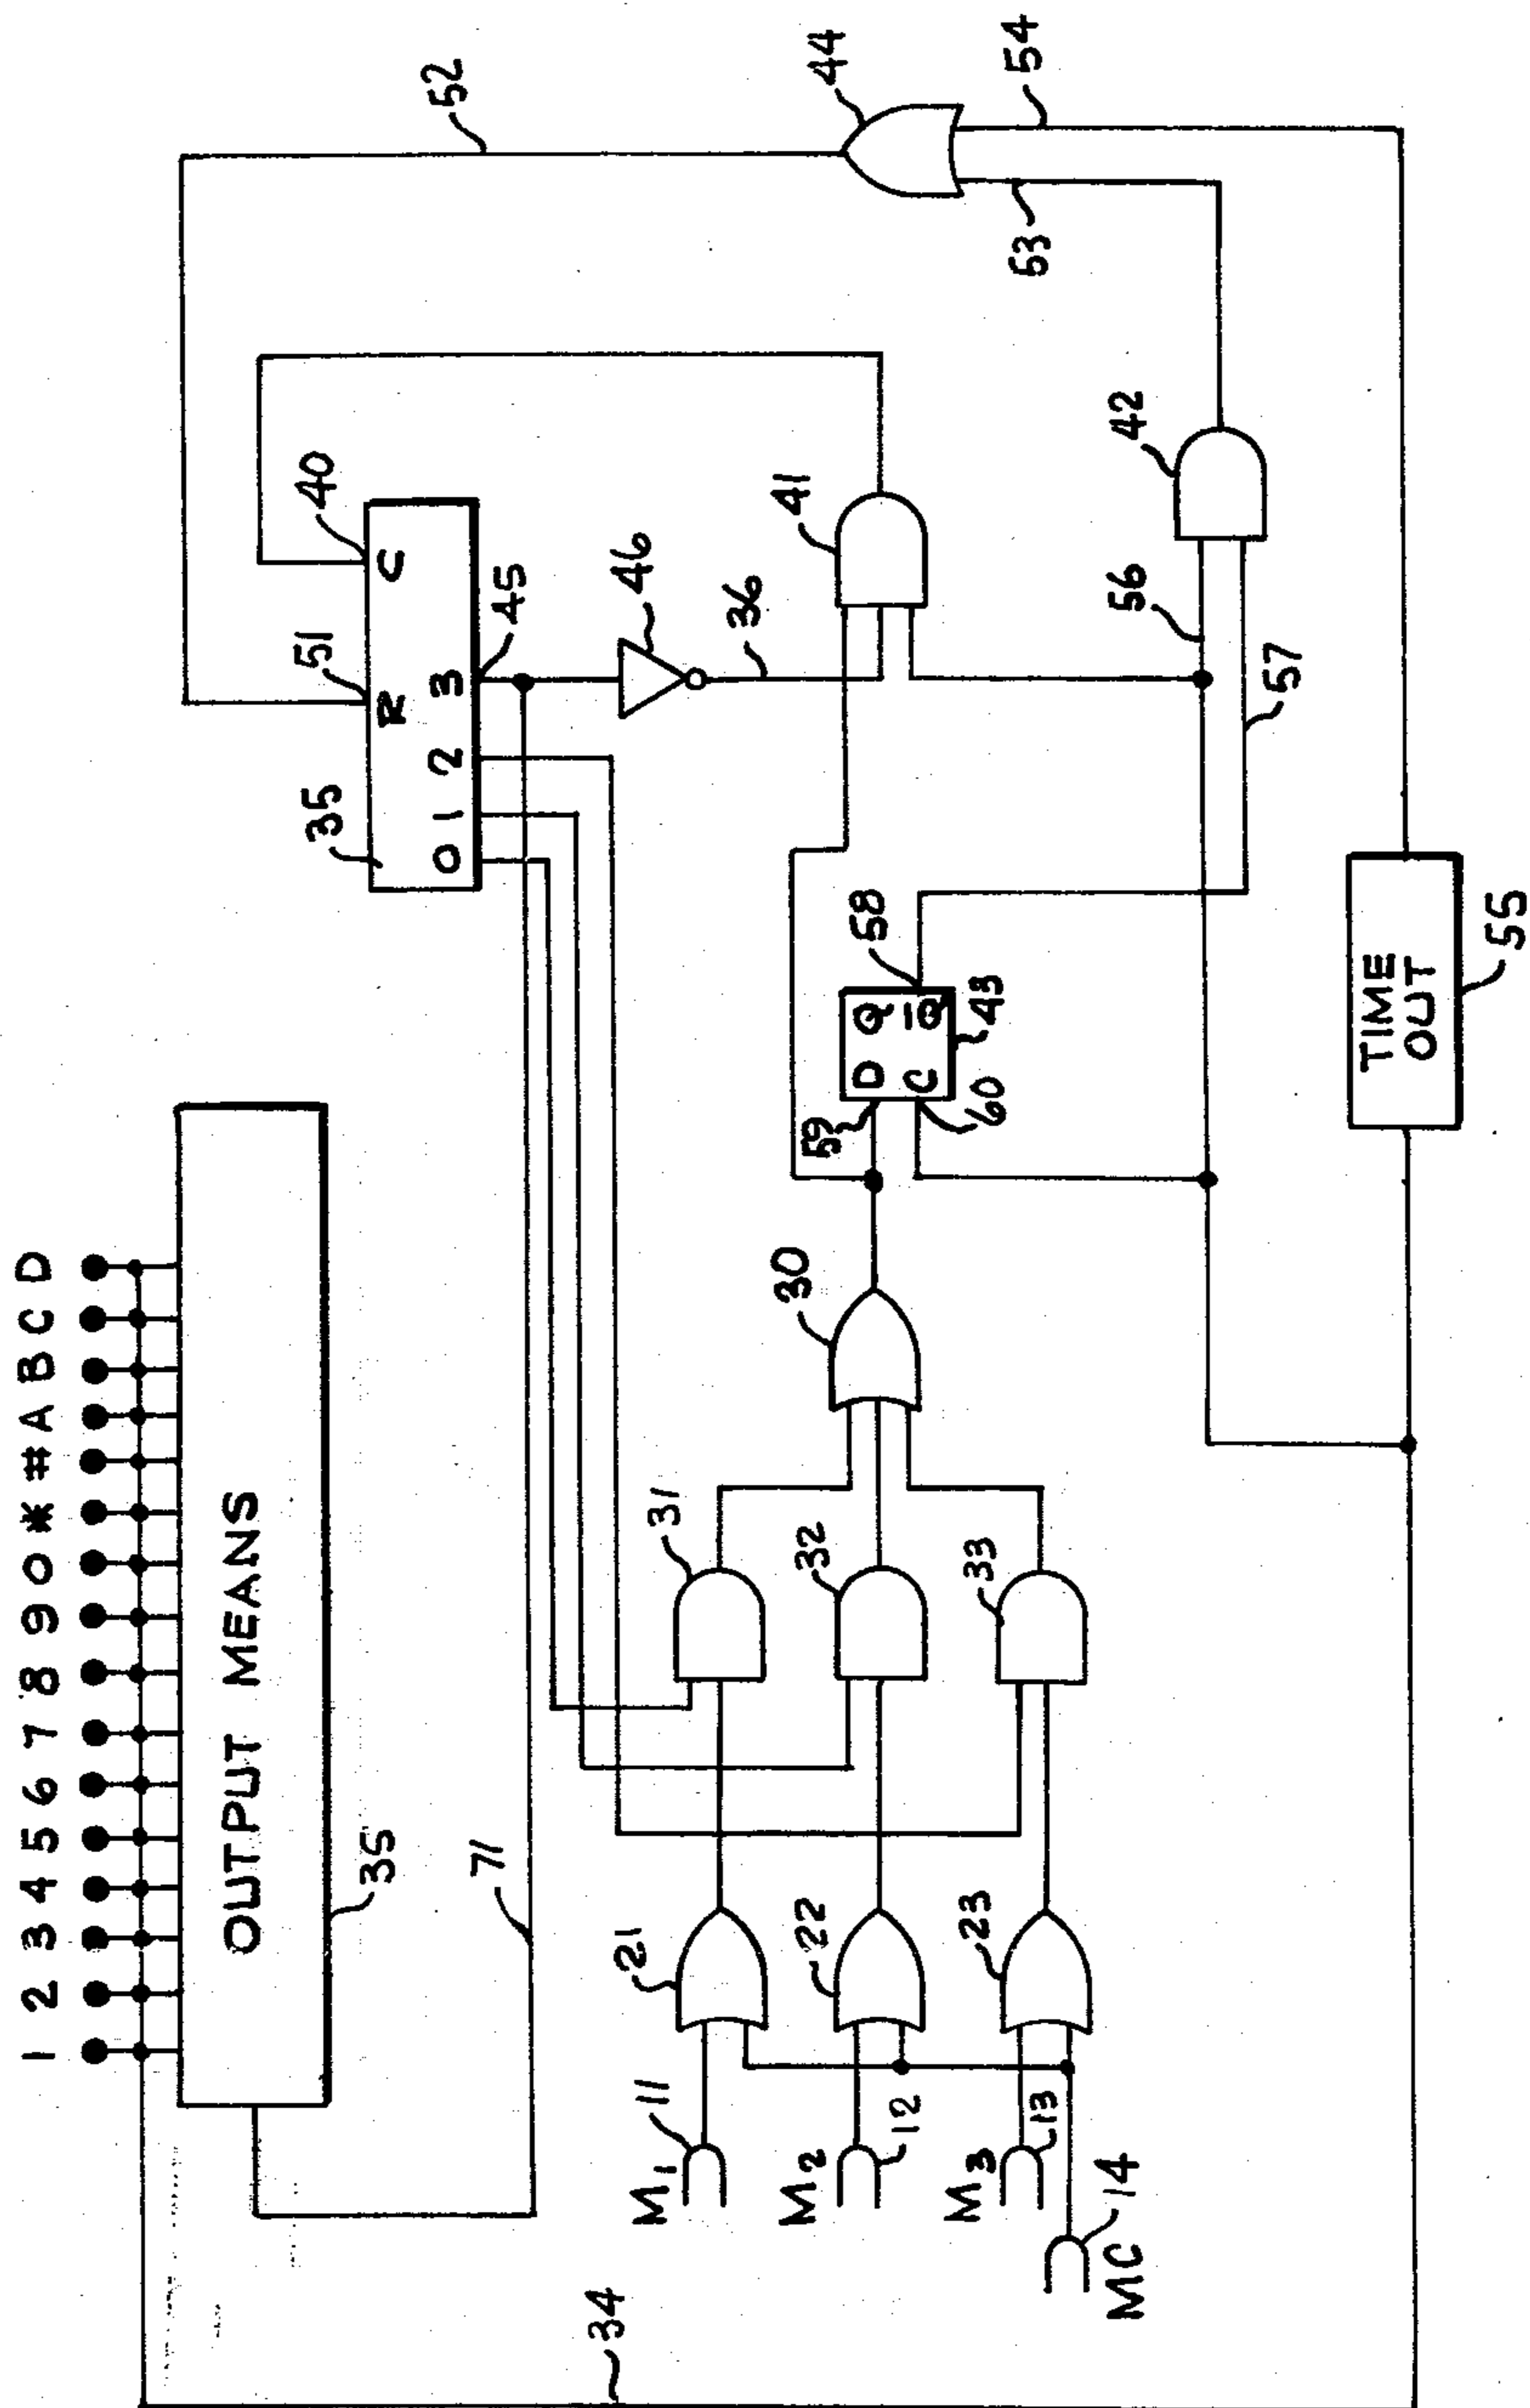 1 2 3 4 5 6 7 8 9 0 * # A B C D
OUTPUT MEANS
35
71
34
35
51
40
R C
0 1 2 3
45
46
36
52
44
54
53
41
42
56
57
58
D Q
C Q̅
43
59
60
30
31
32
33
21
22
23
M1
11
M2
12
M3
13
MC
14
TIME
OUT
55